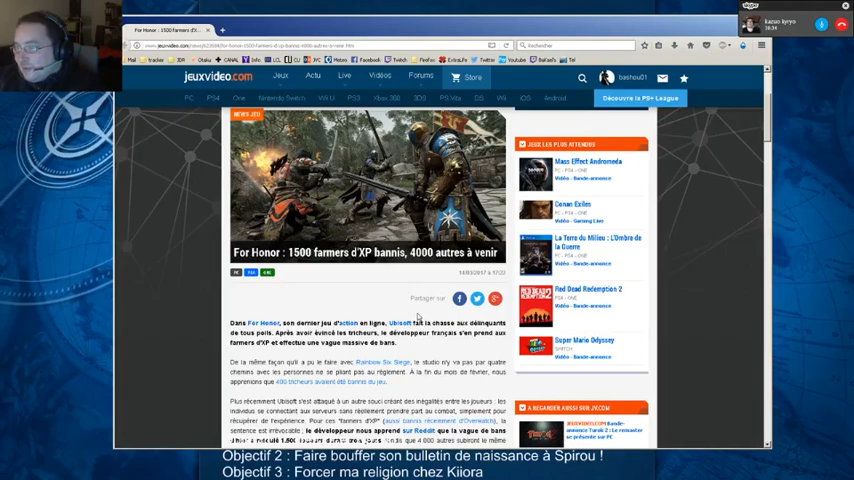 For Honor : 1500 farmers d'
jeuxvideo.com
Jeux
Actu
Live
Vidéos
Forums
Store
bashou01
PC
PS4
One
Nintendo Switch
Wii U
PS3
Xbox 360
3DS
PS Vita
DS
Wii
iOS
Android
Découvre la PS+ League
NEWS JEU
For Honor : 1500 farmers d'XP bannis, 4000 autres à venir
14/03/2017 à 17:22
Partager sur
Dans For Honor, son dernier jeu d'action en ligne, Ubisoft fait la chasse aux délinquants
de tous poils. Après avoir évincé les tricheurs, le développeur français s'en prend aux
farmers d'XP et effectue une vague massive de bans.
De la même façon qu'il a pu le faire avec Rainbow Six Siege, le studio n'y va pas par quatre
chemins avec les personnes ne se pliant pas au règlement. À la fin du mois de février, nous
apprenions que 400 tricheurs avaient été bannis du jeu.
Plus récemment Ubisoft s'est attaqué à un autre souci créant des inégalités entre les joueurs : les
individus se connectant aux serveurs sans réellement prendre part au combat, simplement pour
récupérer de l'expérience. Pour ces "farmers d'XP" (aussi bannis récemment d'Overwatch), la
sentence est irrévocable : le développeur nous apprend sur Reddit que la vague de bans
JEUX LES PLUS ATTENDUS
Mass Effect Andromeda
PC - PS4 - ONE
Vidéo - Bande-annonce
Conan Exiles
PC - PS4 - ONE
Vidéo - Gaming Live
La Terre du Milieu : L'Ombre de
la Guerre
PC - PS4 - ONE
Vidéo - Bande-annonce
Red Dead Redemption 2
PS4 - ONE
Vidéo - Bande-annonce
Super Mario Odyssey
SWITCH
Vidéo - Bande-annonce
A REGARDER AUSSI SUR JV.COM
Bande-
annonce Turok 2 : Le remaster
se présente sur PC
Objectif 2 : Faire bouffer son bulletin de naissance à Spirou !
Objectif 3 : Forcer ma religion chez Kiiora